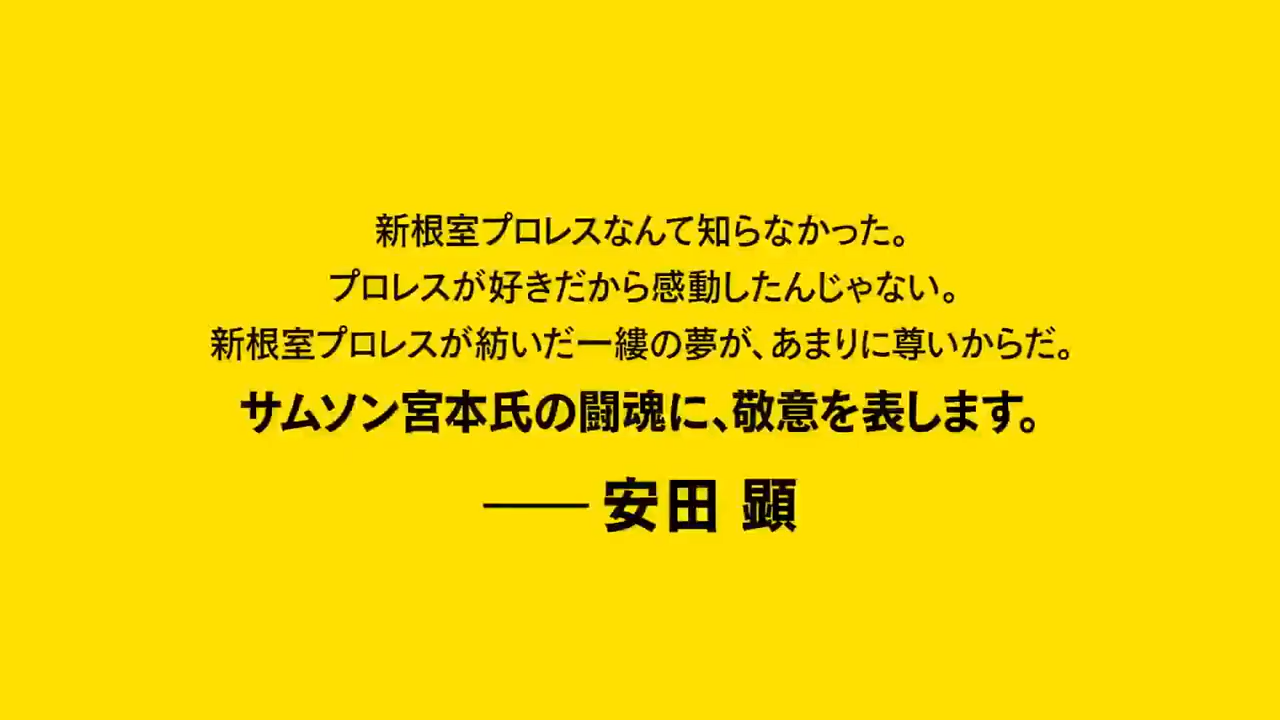 新根室プロレスなんて知らなかった。
プロレスが好きだから感動したんじゃない。
新根室プロレスが紡いだ一縷の夢が、あまりに尊いからだ。
サムソン宮本氏の闘魂に、敬意を表します。
── 安田 顕